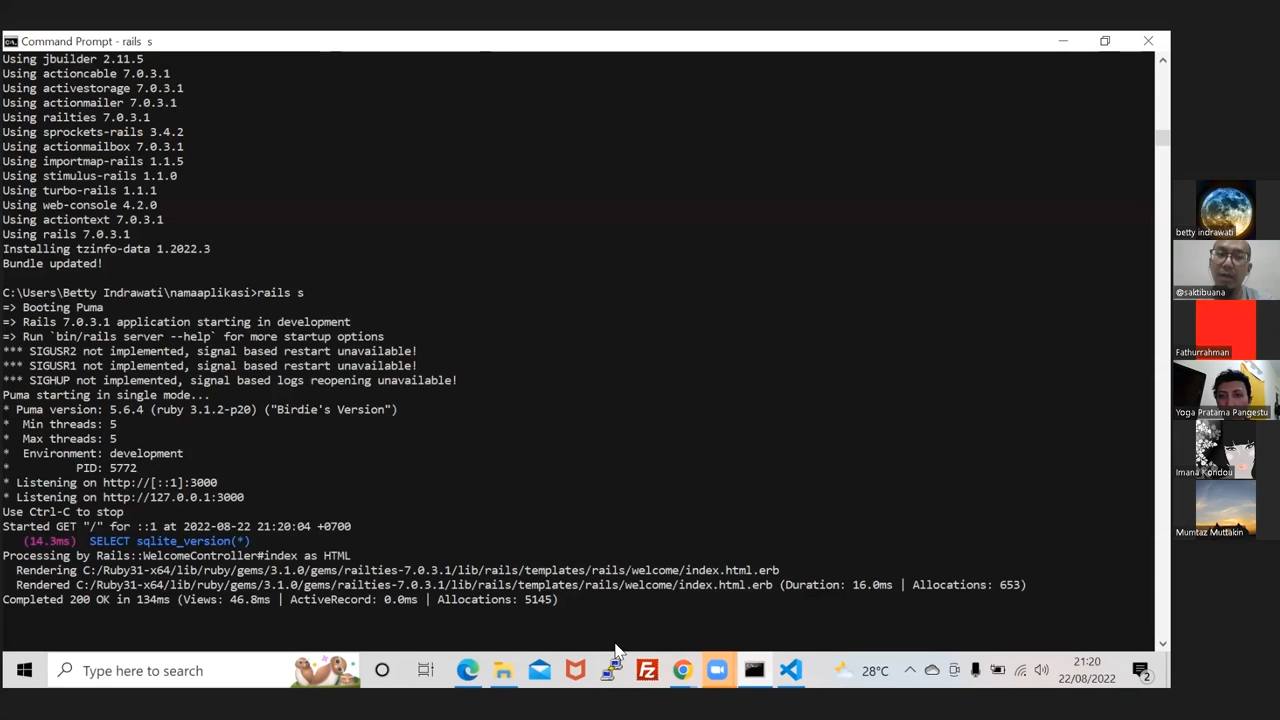 Command Prompt - rails  s
Using jbuilder 2.11.5
Using actioncable 7.0.3.1
Using activestorage 7.0.3.1
Using actionmailer 7.0.3.1
Using railties 7.0.3.1
Using sprockets-rails 3.4.2
Using actionmailbox 7.0.3.1
Using importmap-rails 1.1.5
Using stimulus-rails 1.1.0
Using turbo-rails 1.1.1
Using web-console 4.2.0
Using actiontext 7.0.3.1
Using rails 7.0.3.1
Installing tzinfo-data 1.2022.3
Bundle updated!
C:\Users\Betty Indrawati\namaaplikasi>rails s
=> Booting Puma
=> Rails 7.0.3.1 application starting in development
=> Run `bin/rails server --help` for more startup options
*** SIGUSR2 not implemented, signal based restart unavailable!
*** SIGUSR1 not implemented, signal based restart unavailable!
*** SIGHUP not implemented, signal based logs reopening unavailable!
Puma starting in single mode...
* Puma version: 5.6.4 (ruby 3.1.2-p20) ("Birdie's Version")
*  Min threads: 5
*  Max threads: 5
*  Environment: development
*          PID: 5772
* Listening on http://[::1]:3000
* Listening on http://127.0.0.1:3000
Use Ctrl-C to stop
Started GET "/" for ::1 at 2022-08-22 21:20:04 +0700
   (14.3ms)  SELECT sqlite_version(*)
Processing by Rails::WelcomeController#index as HTML
  Rendering C:/Ruby31-x64/lib/ruby/gems/3.1.0/gems/railties-7.0.3.1/lib/rails/templates/rails/welcome/index.html.erb
  Rendered C:/Ruby31-x64/lib/ruby/gems/3.1.0/gems/railties-7.0.3.1/lib/rails/templates/rails/welcome/index.html.erb (Duration: 16.0ms | Allocations: 653)
Completed 200 OK in 134ms (Views: 46.8ms | ActiveRecord: 0.0ms | Allocations: 5145)
betty indrawati
@saktibuana
Fathurrahman
Yoga Pratama Pangestu
Imana Kondou
Mumtaz Muttakin
Type here to search
Fz
28°C
21:20
22/08/2022
2